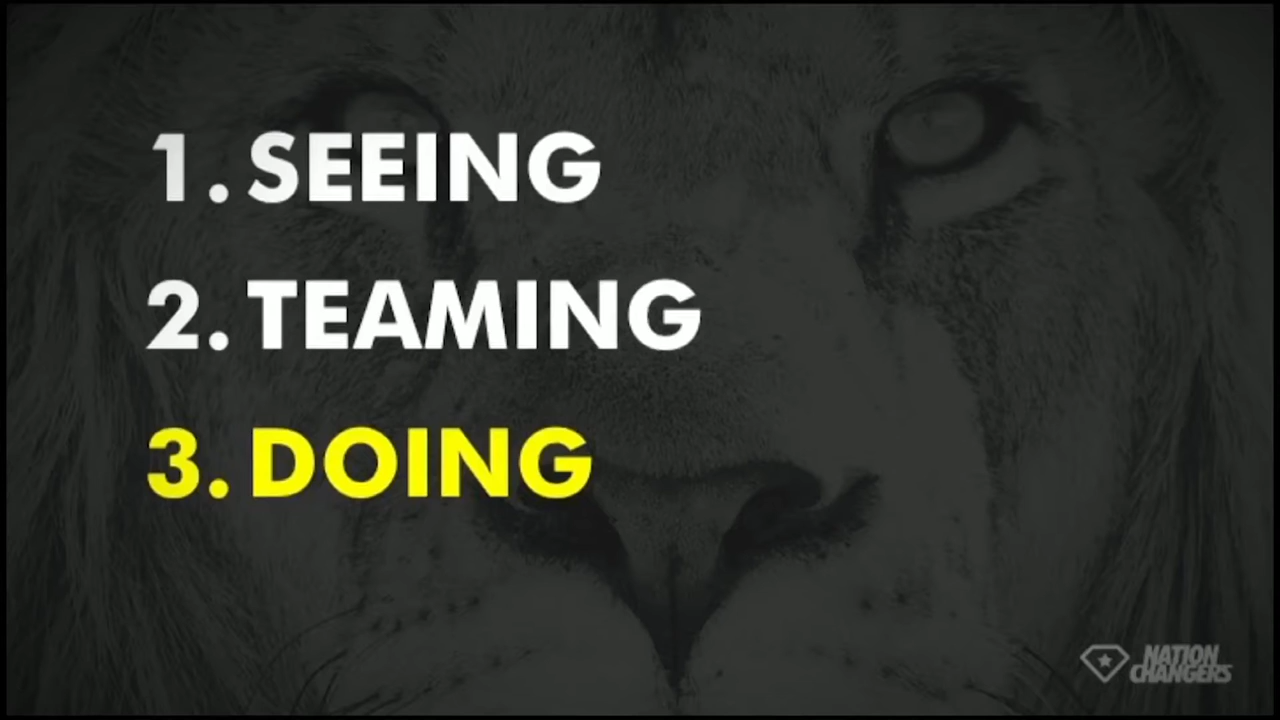 1. SEEING
2. TEAMING
3. DOING
NATION
CHANGERS